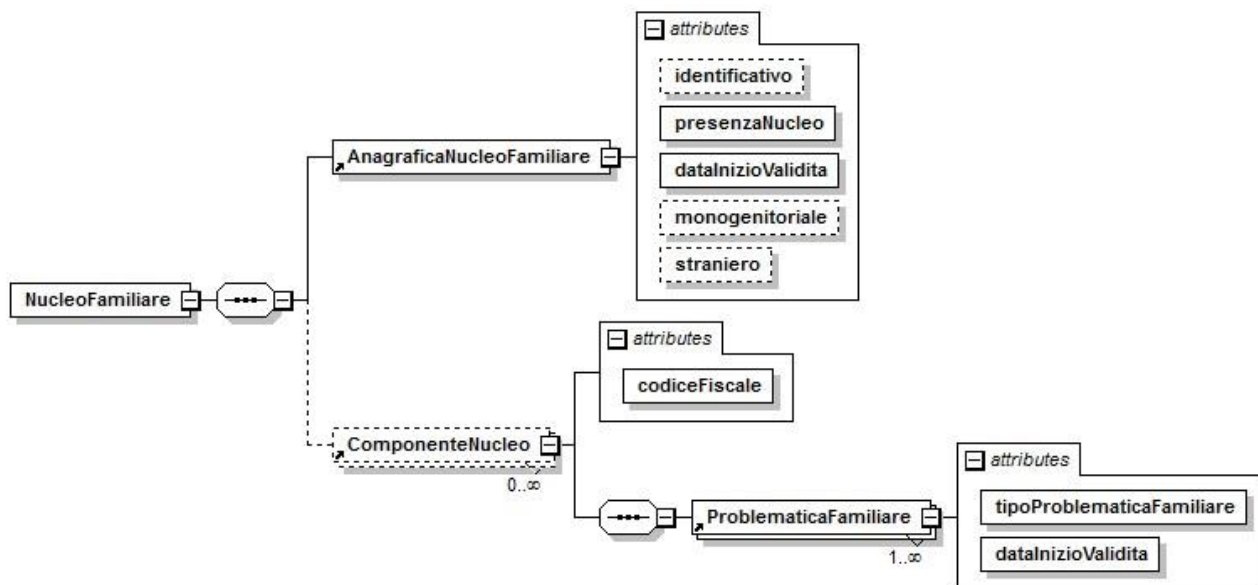 attributes
identificativo
presenzaNucleo
dataInizioValidita
monogenitoriale
straniero
AnagraficaNucleoFamiliare
NucleoFamiliare
attributes
codiceFiscale
ComponenteNucleo
0..∞
ProblematicaFamiliare
1..∞
attributes
tipoProblematicaFamiliare
dataInizioValidita